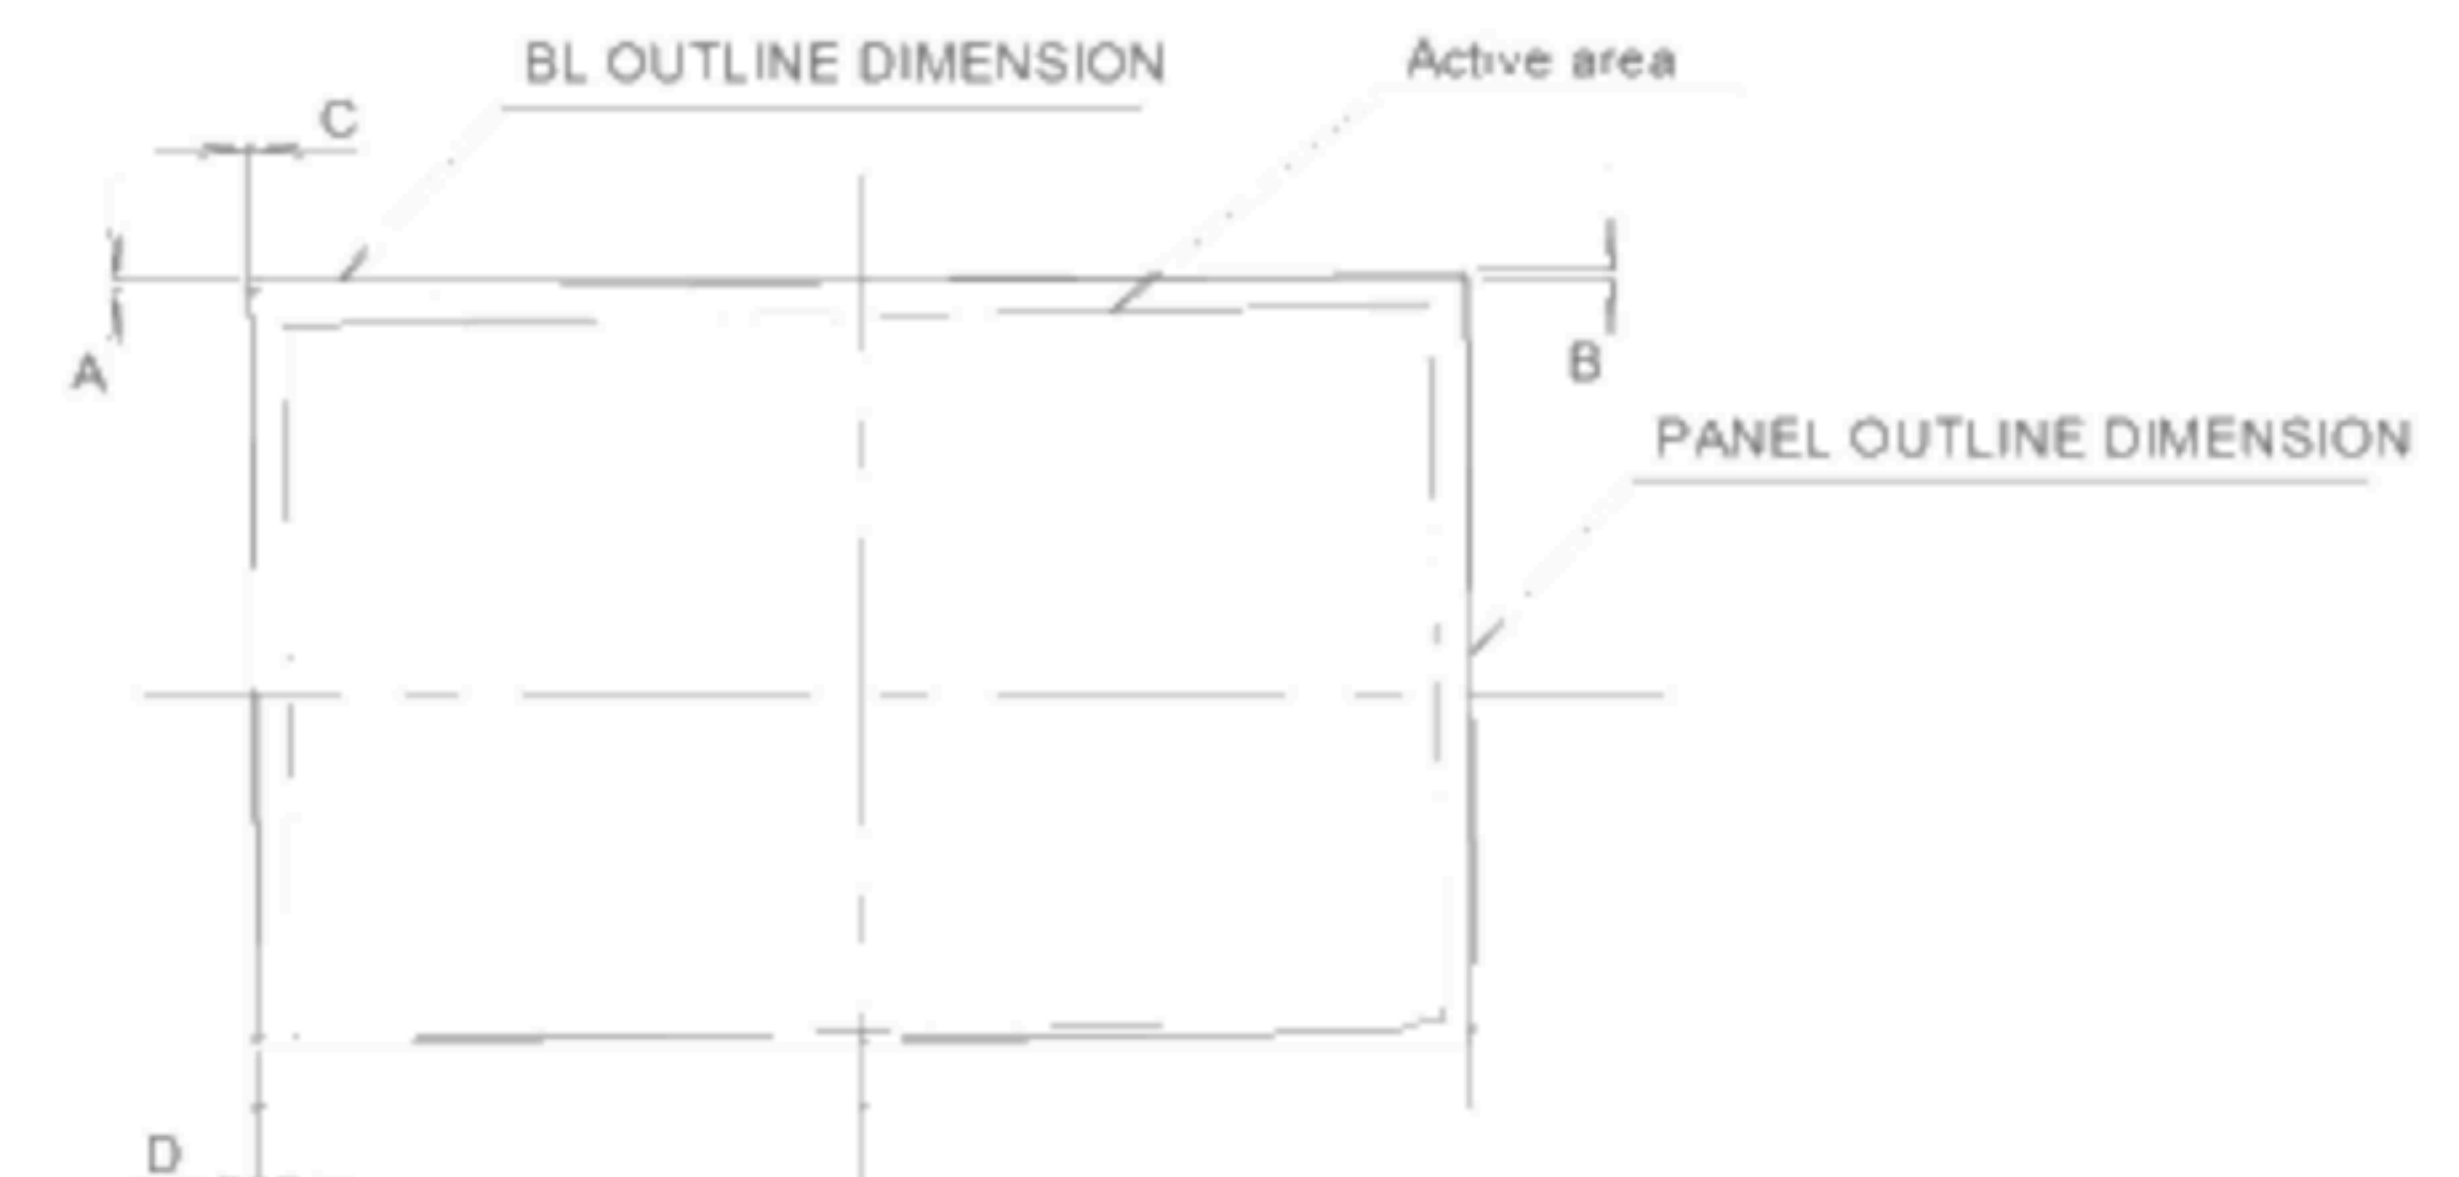 BL OUTLINE DIMENSION
Active area
C
A
B
PANEL OUTLINE DIMENSION
D